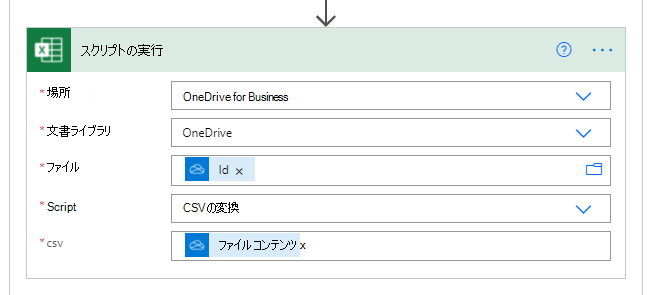 スクリプトの実行
* 場所
OneDrive for Business
* 文書ライブラリ
OneDrive
* ファイル
Id x
* Script
CSVの変換
* csv
ファイル コンテンツ x